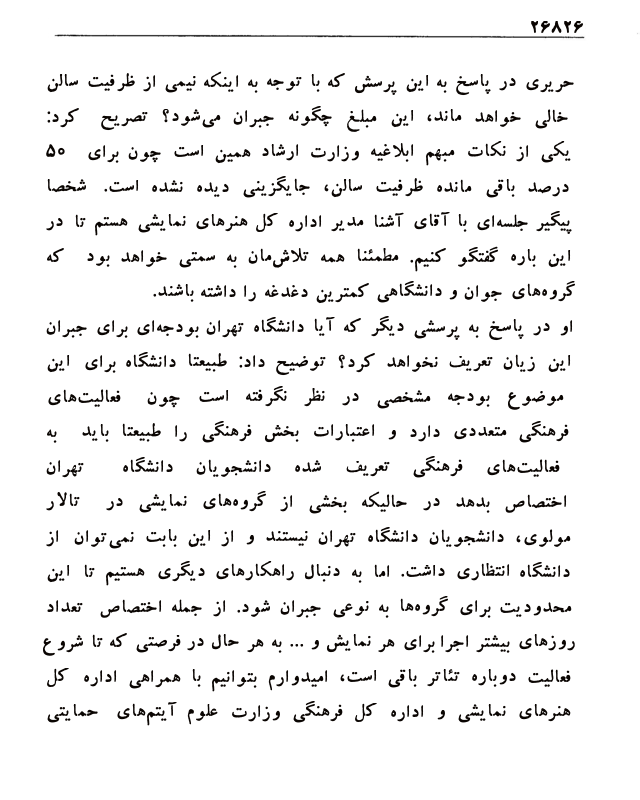 ۲۶۸۲۶
حریری در پاسخ به این پرسش که با توجه به اینکه نیمی از ظرفیت سالن
خالی خواهد ماند، این مبلغ چگونه جبران می‌شود؟ تصریح کرد:
یکی از نکات مبهم ابلاغیه وزارت ارشاد همین است چون برای ۵۰
درصد باقی مانده ظرفیت سالن، جایگزینی دیده نشده است. شخصا
پیگیر جلسه‌ای با آقای آشنا مدیر اداره کل هنرهای نمایشی هستم تا در
این باره گفتگو کنیم. مطمئنا همه تلاش‌مان به سمتی خواهد بود که
گروه‌های جوان و دانشگاهی کمترین دغدغه را داشته باشند.
او در پاسخ به پرسشی دیگر که آیا دانشگاه تهران بودجه‌ای برای جبران
این زیان تعریف نخواهد کرد؟ توضیح داد: طبیعتا دانشگاه برای این
موضوع بودجه مشخصی در نظر نگرفته است چون فعالیت‌های
فرهنگی متعددی دارد و اعتبارات بخش فرهنگی را طبیعتا باید به
فعالیت‌های فرهنگی تعریف شده دانشجویان دانشگاه تهران
اختصاص بدهد در حالیکه بخشی از گروه‌های نمایشی در تالار
مولوی، دانشجویان دانشگاه تهران نیستند و از این بابت نمی‌توان از
دانشگاه انتظاری داشت. اما به دنبال راهکارهای دیگری هستیم تا این
محدودیت برای گروه‌ها به نوعی جبران شود. از جمله اختصاص تعداد
روزهای بیشتر اجرا برای هر نمایش و ... به هر حال در فرصتی که تا شروع
فعالیت دوباره تئاتر باقی است، امیدوارم بتوانیم با همراهی اداره کل
هنرهای نمایشی و اداره کل فرهنگی وزارت علوم آیتم‌های حمایتی